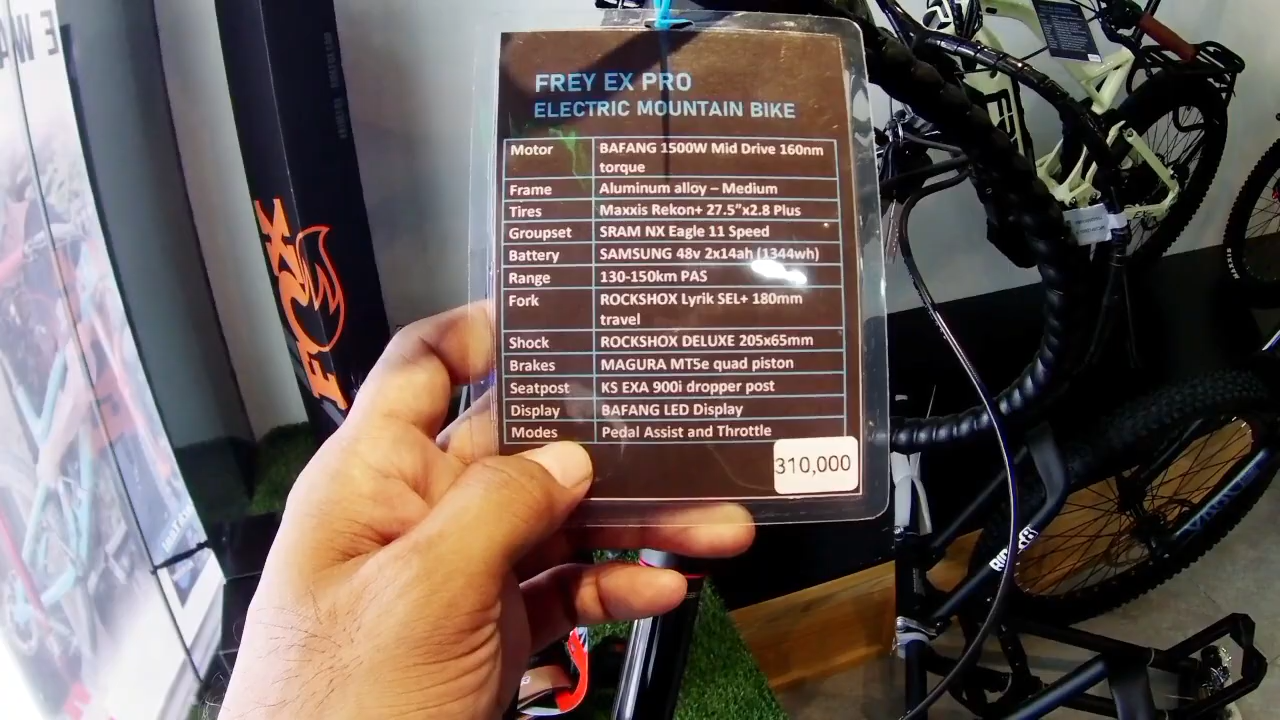 FREY EX PRO
ELECTRIC MOUNTAIN BIKE
Motor BAFANG 1500W Mid Drive 160nm
torque
Frame Aluminum alloy – Medium
Tires Maxxis Rekon+ 27.5”x2.8 Plus
Groupset SRAM NX Eagle 11 Speed
Battery SAMSUNG 48v 2x14ah (1344wh)
Range 130-150km PAS
Fork ROCKSHOX Lyrik SEL+ 180mm
travel
Shock ROCKSHOX DELUXE 205x65mm
Brakes MAGURA MT5e quad piston
Seatpost KS EXA 900i dropper post
Display BAFANG LED Display
Modes Pedal Assist and Throttle
310,000
FOX